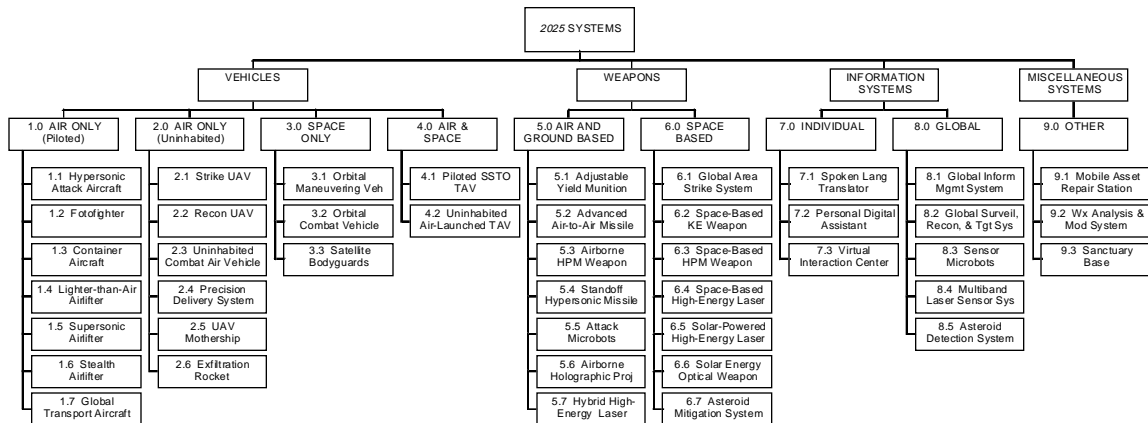 2025 SYSTEMS
VEHICLES
WEAPONS
INFORMATION
SYSTEMS
MISCELLANEOUS
SYSTEMS
1.0 AIR ONLY
(Piloted)
2.0 AIR ONLY
(Uninhabited)
3.0 SPACE
ONLY
4.0 AIR &
SPACE
5.0 AIR AND
GROUND BASED
6.0 SPACE
BASED
7.0 INDIVIDUAL
8.0 GLOBAL
9.0 OTHER
1.1 Hypersonic
Attack Aircraft
1.2 Fotofighter
1.3 Container
Aircraft
1.4 Lighter-than-Air
Airlifter
1.5 Supersonic
Airlifter
1.6 Stealth
Airlifter
1.7 Global
Transport Aircraft
2.1 Strike UAV
2.2 Recon UAV
2.3 Uninhabited
Combat Air Vehicle
2.4 Precision
Delivery System
2.5 UAV
Mothership
2.6 Exfiltration
Rocket
3.1 Orbital
Maneuvering Veh
3.2 Orbital
Combat Vehicle
3.3 Satellite
Bodyguards
4.1 Piloted SSTO
TAV
4.2 Uninhabited
Air-Launched TAV
5.1 Adjustable
Yield Munition
5.2 Advanced
Air-to-Air Missile
5.3 Airborne
HPM Weapon
5.4 Standoff
Hypersonic Missile
5.5 Attack
Microbots
5.6 Airborne
Holographic Proj
5.7 Hybrid High-
Energy Laser
6.1 Global Area
Strike System
6.2 Space-Based
KE Weapon
6.3 Space-Based
HPM Weapon
6.4 Space-Based
High-Energy Laser
6.5 Solar-Powered
High-Energy Laser
6.6 Solar Energy
Optical Weapon
6.7 Asteroid
Mitigation System
7.1 Spoken Lang
Translator
7.2 Personal Digital
Assistant
7.3 Virtual
Interaction Center
8.1 Global Inform
Mgmt System
8.2 Global Surveil,
Recon, & Tgt Sys
8.3 Sensor
Microbots
8.4 Multiband
Laser Sensor Sys
8.5 Asteroid
Detection System
9.1 Mobile Asset
Repair Station
9.2 Wx Analysis &
Mod System
9.3 Sanctuary
Base